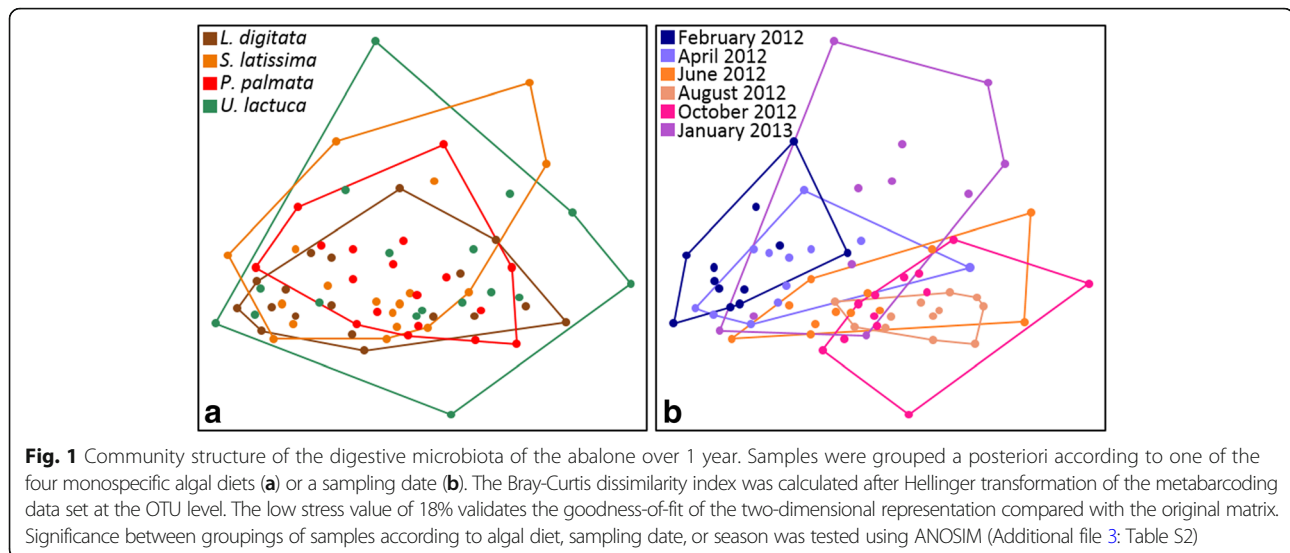 L. digitata
S. latissima
P. palmata
U. lactuca
a
February 2012
April 2012
June 2012
August 2012
October 2012
January 2013
b
Fig. 1 Community structure of the digestive microbiota of the abalone over 1 year. Samples were grouped a posteriori according to one of the
four monospecific algal diets (a) or a sampling date (b). The Bray-Curtis dissimilarity index was calculated after Hellinger transformation of the metabarcoding
data set at the OTU level. The low stress value of 18% validates the goodness-of-fit of the two-dimensional representation compared with the original matrix.
Significance between groupings of samples according to algal diet, sampling date, or season was tested using ANOSIM (Additional file 3: Table S2)